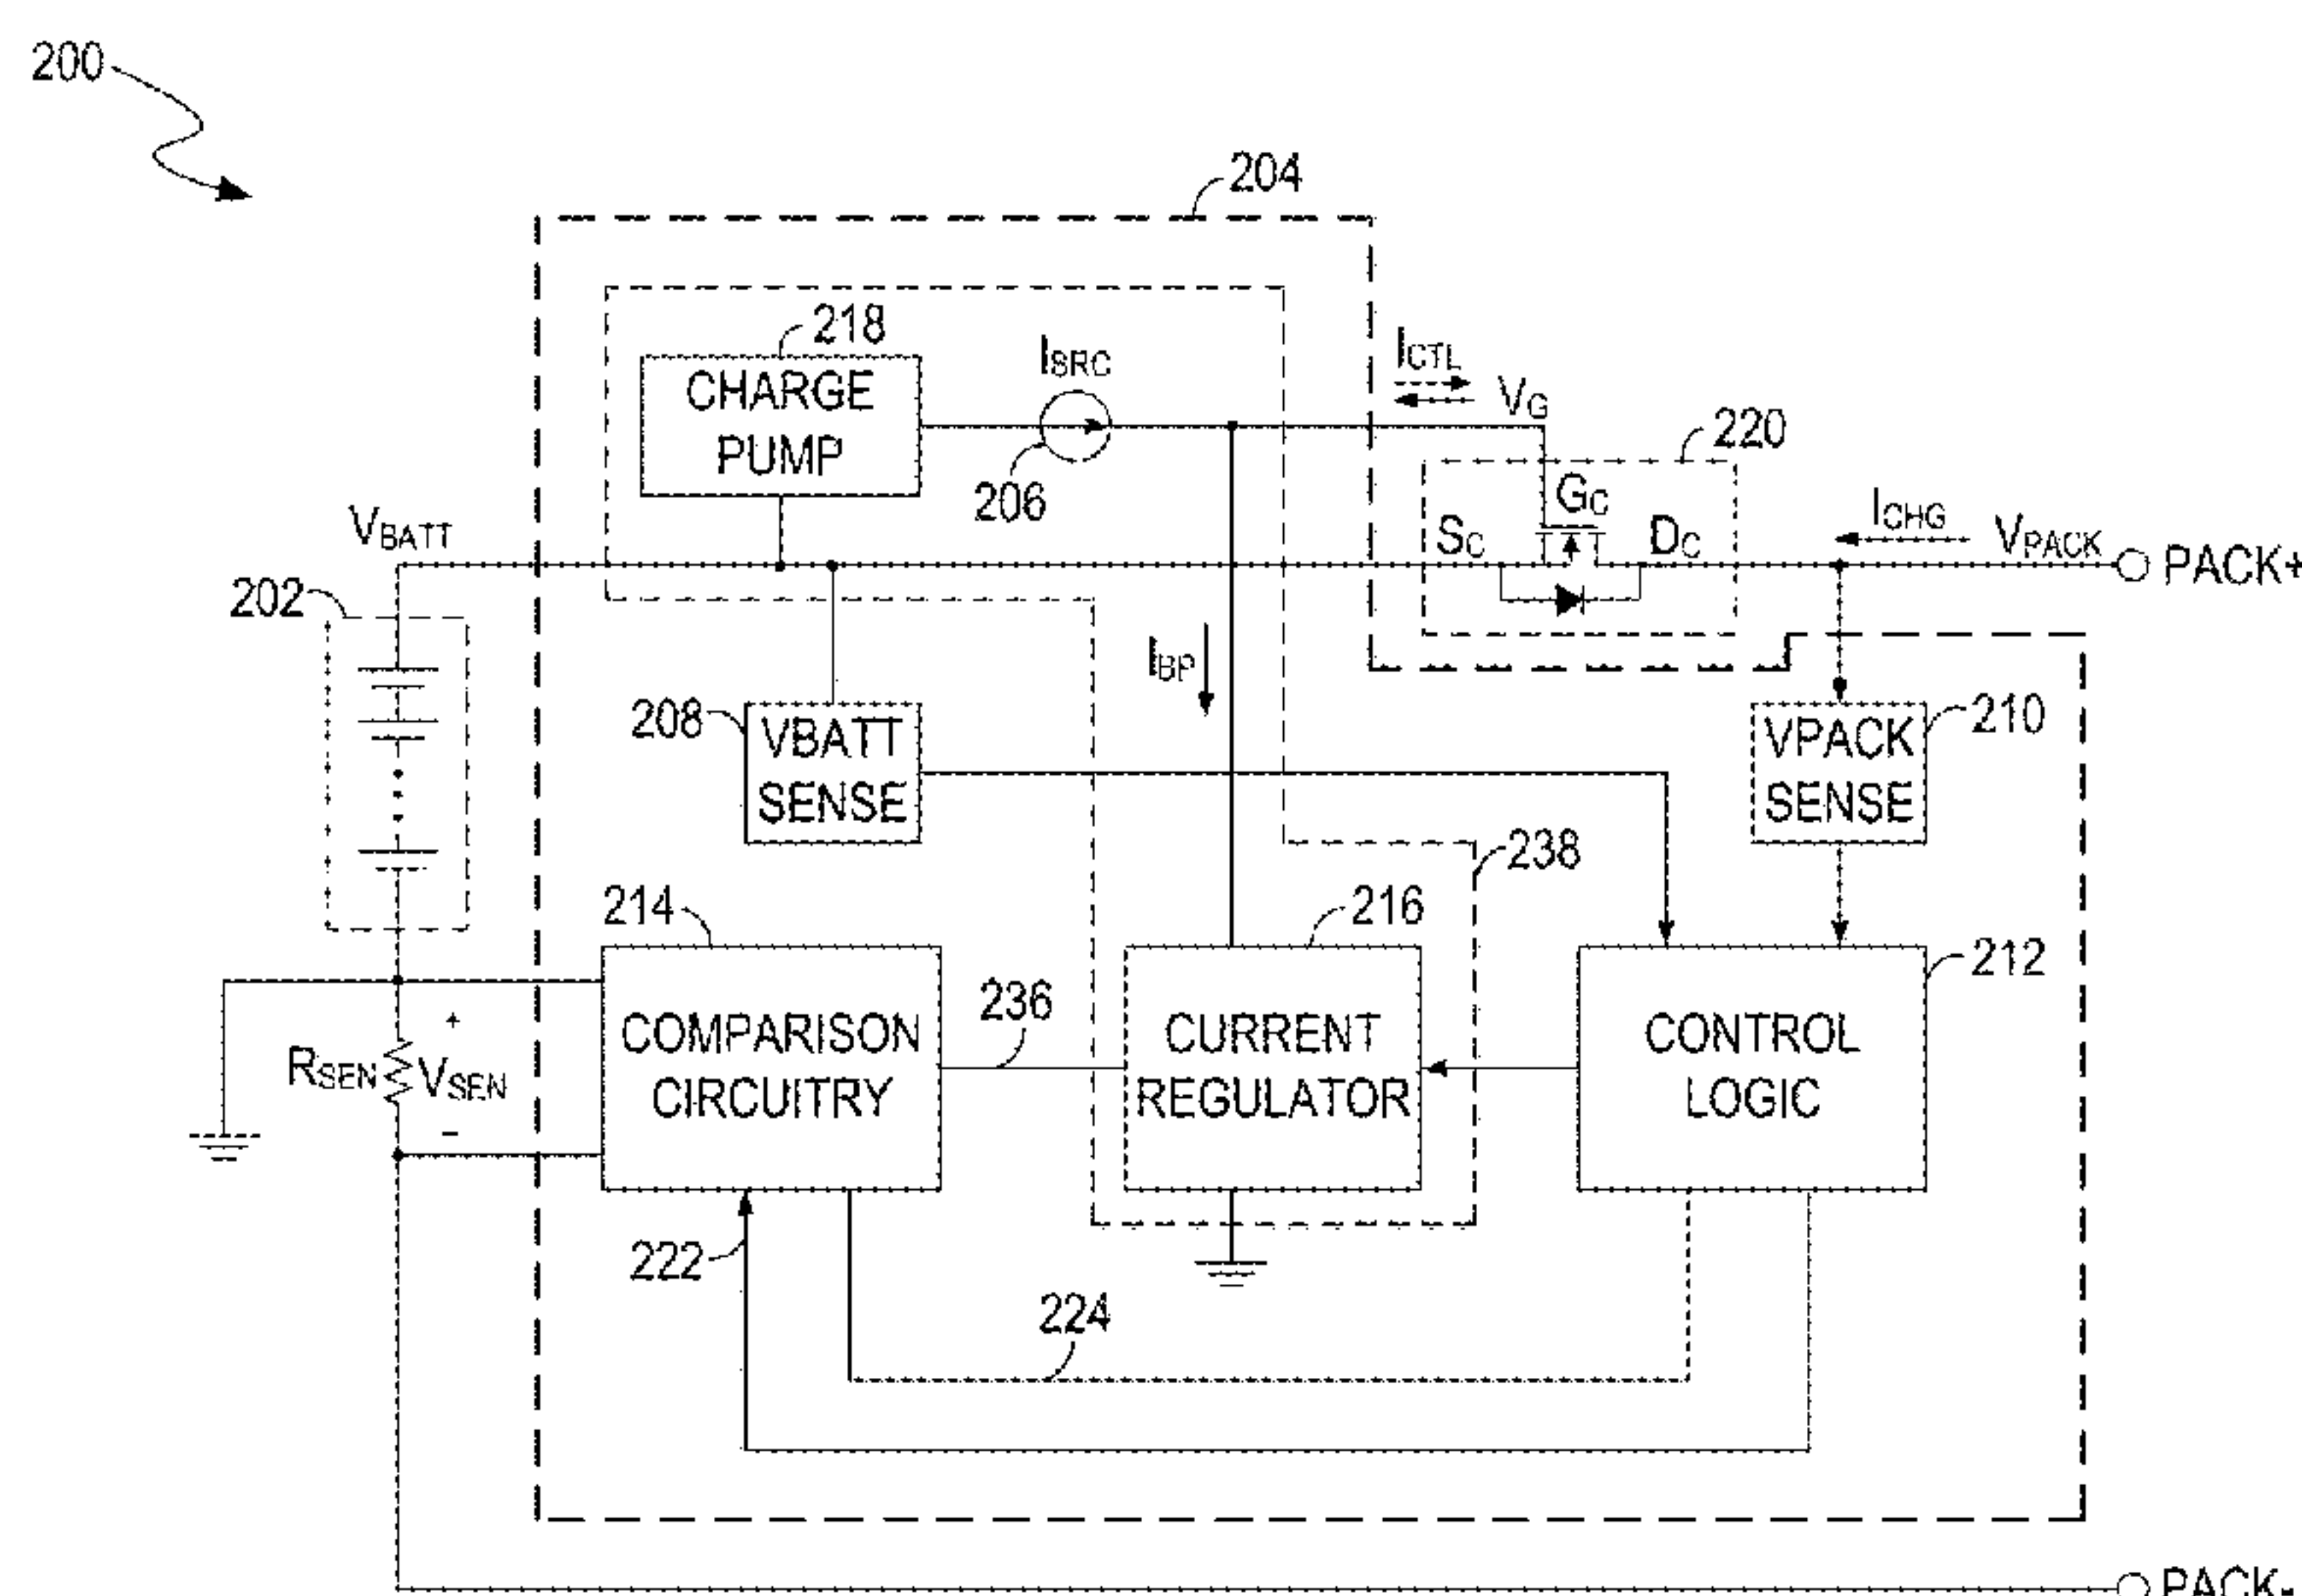 200
204
218
CHARGE
PUMP
ISRC
206
ICTL
VG
220
GC
SC
DC
ICHG
VPACK
PACK+
VBATT
202
IBP
208
VBATT
SENSE
VPACK
SENSE
210
238
214
216
212
COMPARISON
CIRCUITRY
236
CURRENT
REGULATOR
CONTROL
LOGIC
+
RSEN
VSEN
-
222
224
PACK-